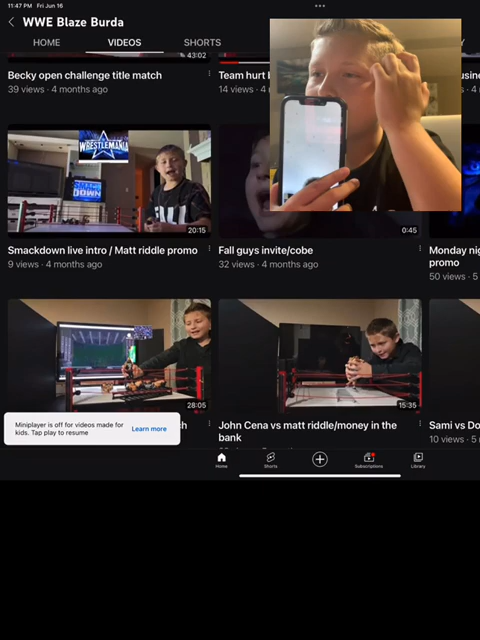 11:47 PM Fri Jun 16
WWE Blaze Burda
HOME VIDEOS SHORTS
43:02
Becky open challenge title match
39 views · 4 months ago
Team hurt b
14 views · 4
usine
WRESTLEMANIA
DOWN
20:15
0:45
Smackdown live intro / Matt riddle promo
9 views · 4 months ago
Fall guys invite/cobe
32 views · 4 months ago
Monday nig
promo
50 views · 5
28:05
15:35
Miniplayer is off for videos made for
kids. Tap play to resume
Learn more
John Cena vs matt riddle/money in the
bank
Sami vs Do
10 views · 5
Home
Shorts
Subscriptions
Library